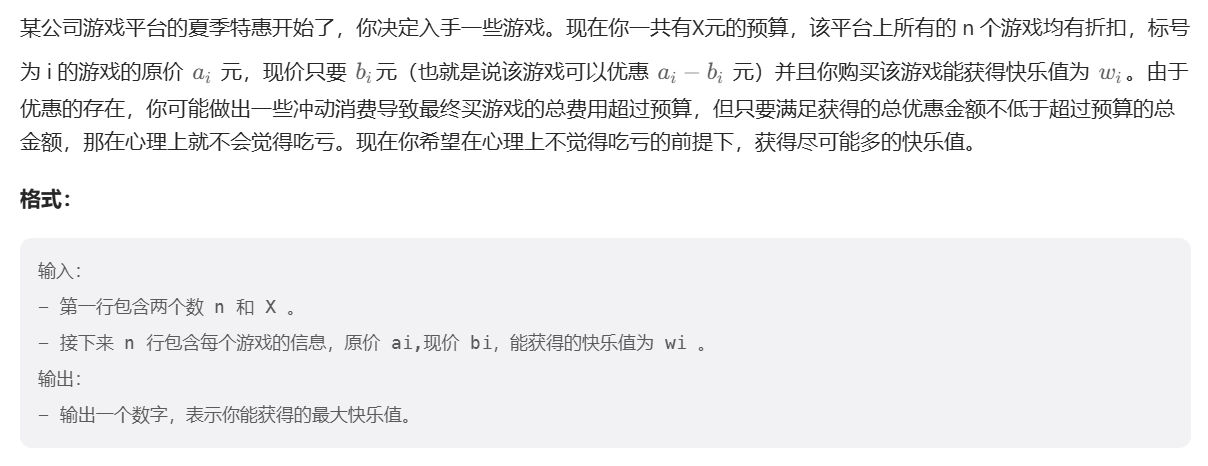 某公司游戏平台的夏季特惠开始了，你决定入手一些游戏。现在你一共有X元的预算，该平台上所有的 n 个游戏均有折扣，标号
为 i 的游戏的原价 a_i 元，现价只要 b_i 元（也就是说该游戏可以优惠 a_i − b_i 元）并且你购买该游戏能获得快乐值为 w_i 。由于
优惠的存在，你可能做出一些冲动消费导致最终买游戏的总费用超过预算，但只要满足获得的总优惠金额不低于超过预算的总
金额，那在心理上就不会觉得吃亏。现在你希望在心理上不觉得吃亏的前提下，获得尽可能多的快乐值。
格式：
输入：
– 第一行包含两个数 n 和 X 。
– 接下来 n 行包含每个游戏的信息，原价 ai,现价 bi，能获得的快乐值为 wi 。
输出：
– 输出一个数字，表示你能获得的最大快乐值。